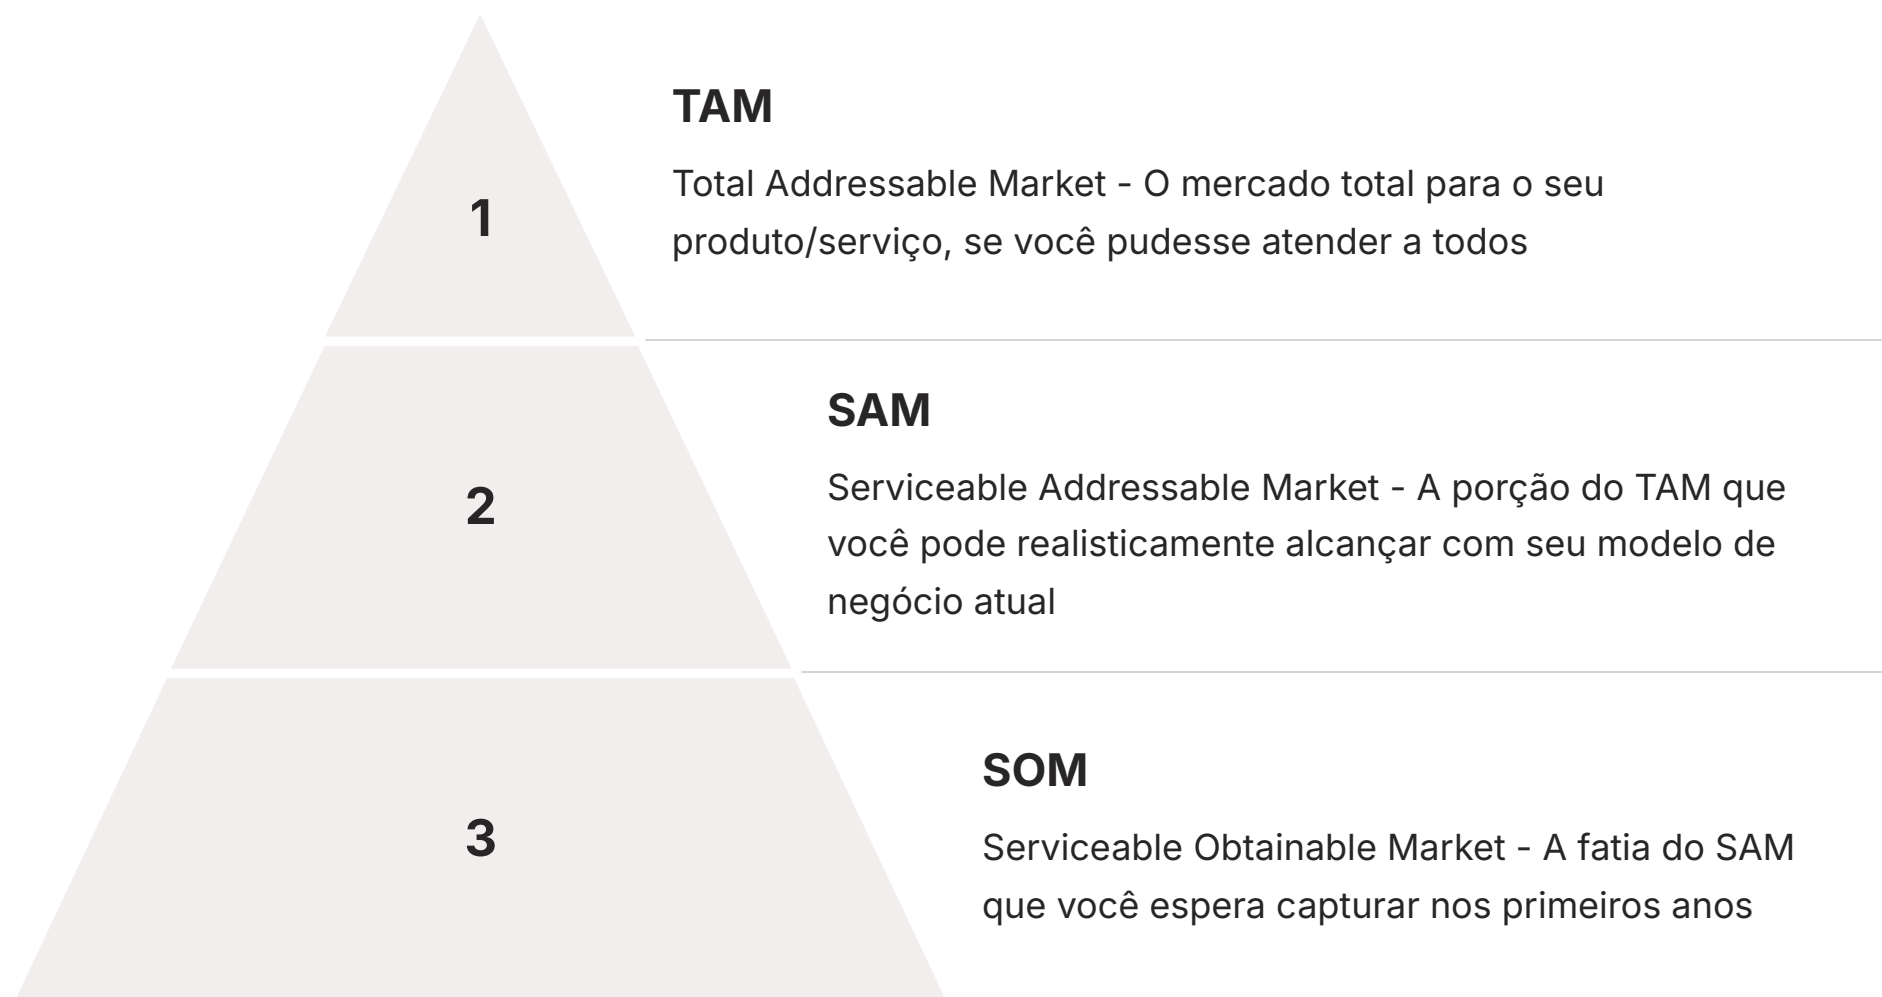 1
TAM
Total Addressable Market - O mercado total para o seu
produto/serviço, se você pudesse atender a todos
2
SAM
Serviceable Addressable Market - A porção do TAM que
você pode realisticamente alcançar com seu modelo de
negócio atual
3
SOM
Serviceable Obtainable Market - A fatia do SAM
que você espera capturar nos primeiros anos